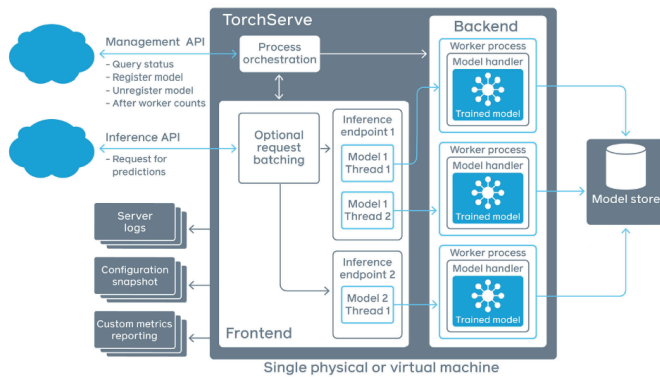 TorchServe
Backend
Management API
- Query status
- Register model
- Unregister model
- After worker counts
Process
orchestration
Worker process
Model handler
Trained model
Inference API
- Request for
predictions
Optional
request
batching
Inference
endpoint 1
Model 1
Thread 1
Model 1
Thread 2
Worker process
Model handler
Trained model
Model store
Server
logs
Configuration
snapshot
Custom metrics
reporting
Inference
endpoint 2
Model 2
Thread 1
Worker process
Model handler
Trained model
Frontend
Single physical or virtual machine